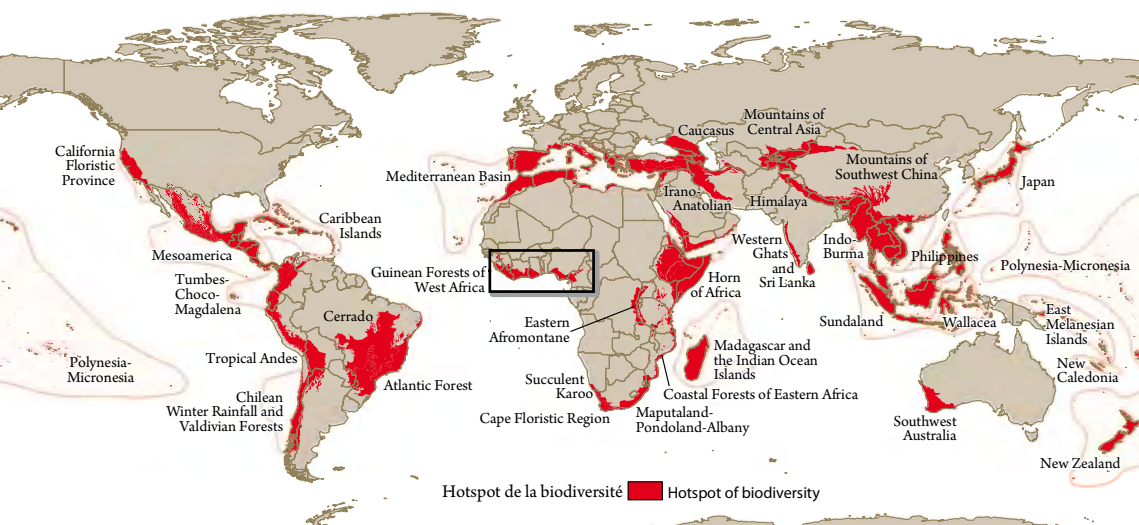 California
Floristic
Province
Mesoamerica
Caribbean
Islands
Tumbes-
Choco-
Magdalena
Polynesia-
Micronesia
Cerrado
Tropical Andes
Atlantic Forest
Chilean
Winter Rainfall and
Valdivian Forests
Mediterranean Basin
Caucasus
Mountains of
Central Asia
Mountains of
Southwest China
Irano-
Anatolian
Himalaya
Japan
Guinean Forests of
West Africa
Horn
of Africa
Western
Ghats
and
Sri Lanka
Indo-
Burma
Philippines
Polynesia-Micronesia
Eastern
Afromontane
Sundaland
Wallacea
East
Melanesian
Islands
Madagascar and
the Indian Ocean
Islands
New
Caledonia
Succulent
Karoo
Coastal Forests of Eastern Africa
Cape Floristic Region
Maputaland-
Pondoland-Albany
Southwest
Australia
New Zealand
Hotspot de la biodiversité Hotspot of biodiversity